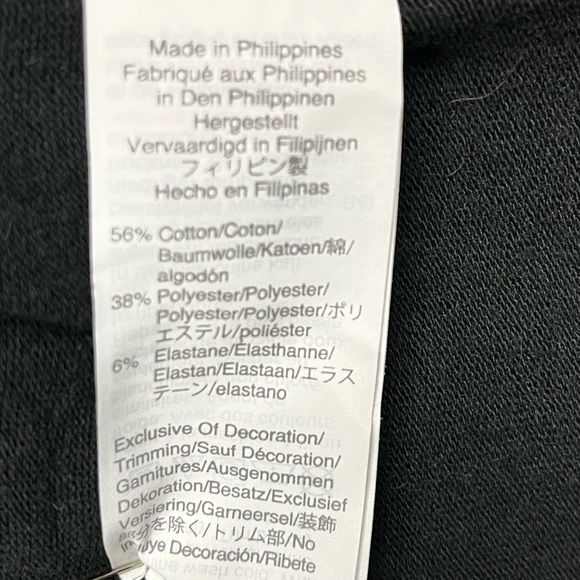 Made in Philippines
Fabriqué aux Philippines
in Den Philippinen
Hergestellt
Vervaardigd in Filipijnen
フィリピン製
Hecho en Filipinas
56% Cotton/Coton/
Baumwolle/Katoen/綿/
algodón
38% Polyester/Polyester/
Polyester/Polyester/ポリ
エステル/poliéster
6% Elastane/Élasthanne/
Elastan/Elastaan/エラス
テーン/elastano
Exclusive Of Decoration/
Trimming/Sauf Décoration/
Garnitures/Ausgenommen
Dekoration/Besatz/Exclusief
Versiering/Garneersel/装飾
を除く/トリム部/No
Decoración/Ribete